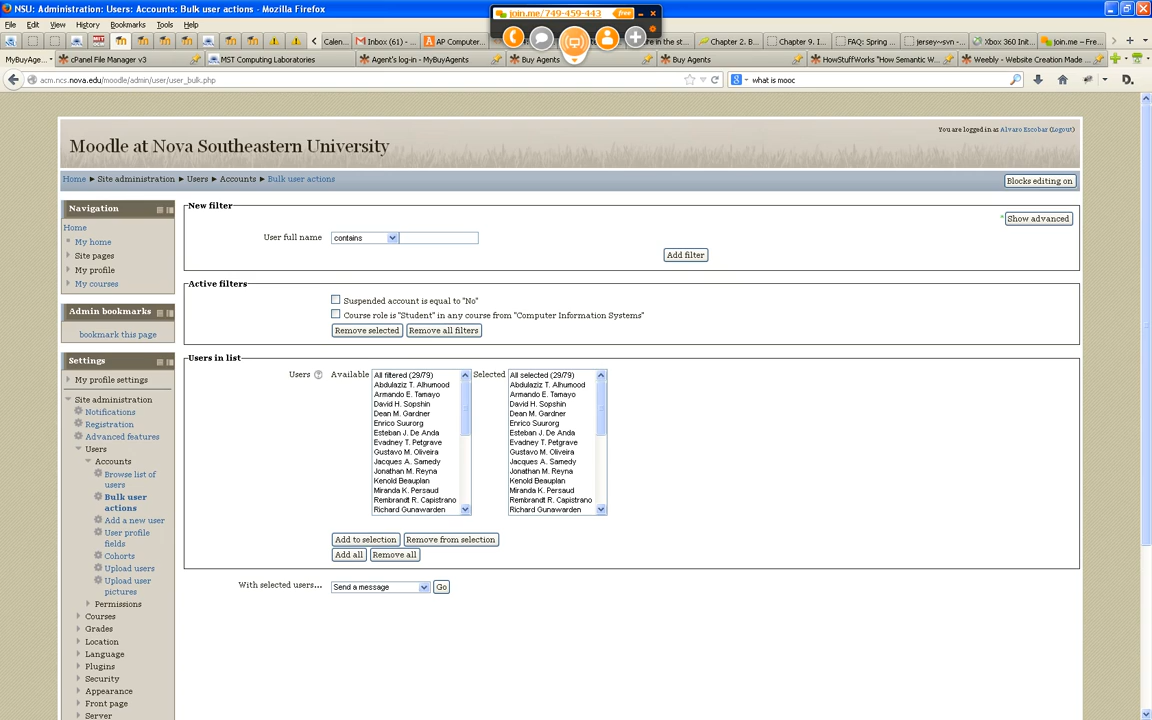 NSU: Administration: Users: Accounts: Bulk user actions - Mozilla Firefox
join.me/749-459-443 free
File Edit View History Bookmarks Tools Help
Calen... Inbox (61) - ... AP Computer... re in the st... Chapter 2. B... Chapter 9. I... FAQ: Spring ... jersey-svn - ... Xbox 360 Init... join.me – Fre...
MyBuyAge... cPanel File Manager v3 MST Computing Laboratories Agent's log-in - MyBuyAgents Buy Agents Buy Agents HowStuffWorks "How Semantic W... Weebly - Website Creation Made ...
acm.ncs.nova.edu/moodle/admin/user/user_bulk.php what is mooc
You are logged in as Alvaro Escobar (Logout)
Moodle at Nova Southeastern University
Home ► Site administration ► Users ► Accounts ► Bulk user actions Blocks editing on
Navigation
Home
My home
Site pages
My profile
My courses
Admin bookmarks
bookmark this page
Settings
My profile settings
Site administration
Notifications
Registration
Advanced features
Users
Accounts
Browse list of
users
Bulk user
actions
Add a new user
User profile
fields
Cohorts
Upload users
Upload user
pictures
Permissions
Courses
Grades
Location
Language
Plugins
Security
Appearance
Front page
Server
New filter
* Show advanced
User full name contains
Add filter
Active filters
Suspended account is equal to "No"
Course role is "Student" in any course from "Computer Information Systems"
Remove selected Remove all filters
Users in list
Users Available Selected
All filtered (29/79)
Abdulaziz T. Alhumood
Armando E. Tamayo
David H. Sopshin
Dean M. Gardner
Enrico Suurorg
Esteban J. De Anda
Evadney T. Petgrave
Gustavo M. Oliveira
Jacques A. Samedy
Jonathan M. Reyna
Kenold Beauplan
Miranda K. Persaud
Rembrandt R. Capistrano
Richard Gunawarden
All selected (29/79)
Abdulaziz T. Alhumood
Armando E. Tamayo
David H. Sopshin
Dean M. Gardner
Enrico Suurorg
Esteban J. De Anda
Evadney T. Petgrave
Gustavo M. Oliveira
Jacques A. Samedy
Jonathan M. Reyna
Kenold Beauplan
Miranda K. Persaud
Rembrandt R. Capistrano
Richard Gunawarden
Add to selection Remove from selection
Add all Remove all
With selected users... Send a message Go